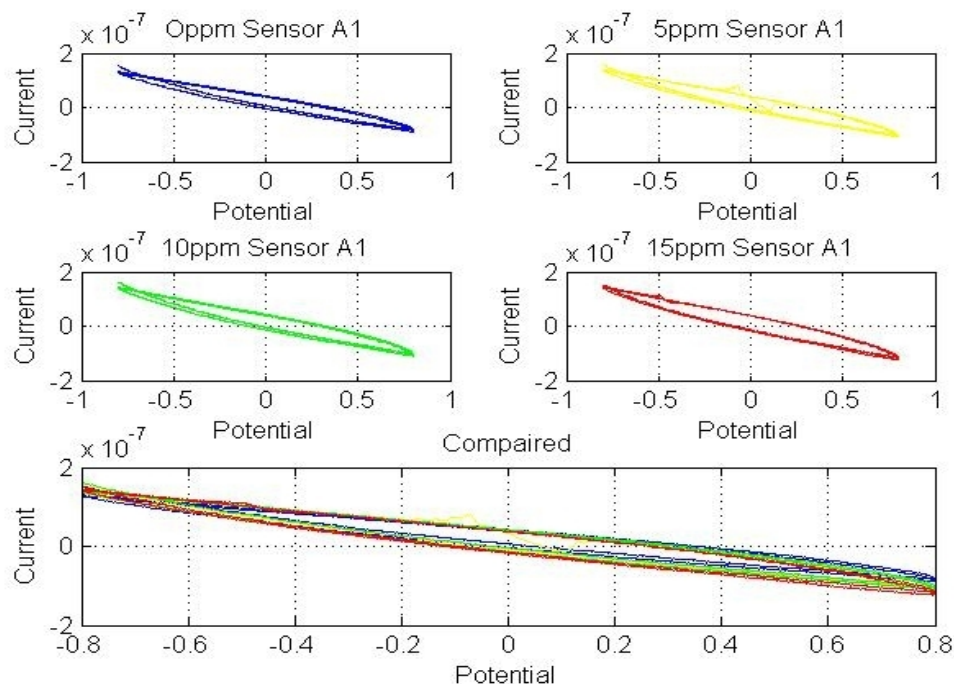 x 10-7 Oppm Sensor A1
Current
2
0
-2
-1 -0.5 0 0.5 1
Potential
x 10-7 5ppm Sensor A1
Current
2
0
-2
-1 -0.5 0 0.5 1
Potential
x 10-7 10ppm Sensor A1
Current
2
0
-2
-1 -0.5 0 0.5 1
Potential
x 10-7 15ppm Sensor A1
Current
2
0
-2
-1 -0.5 0 0.5 1
Potential
x 10-7 Compaired
Current
2
0
-2
-0.8 -0.6 -0.4 -0.2 0 0.2 0.4 0.6 0.8
Potential